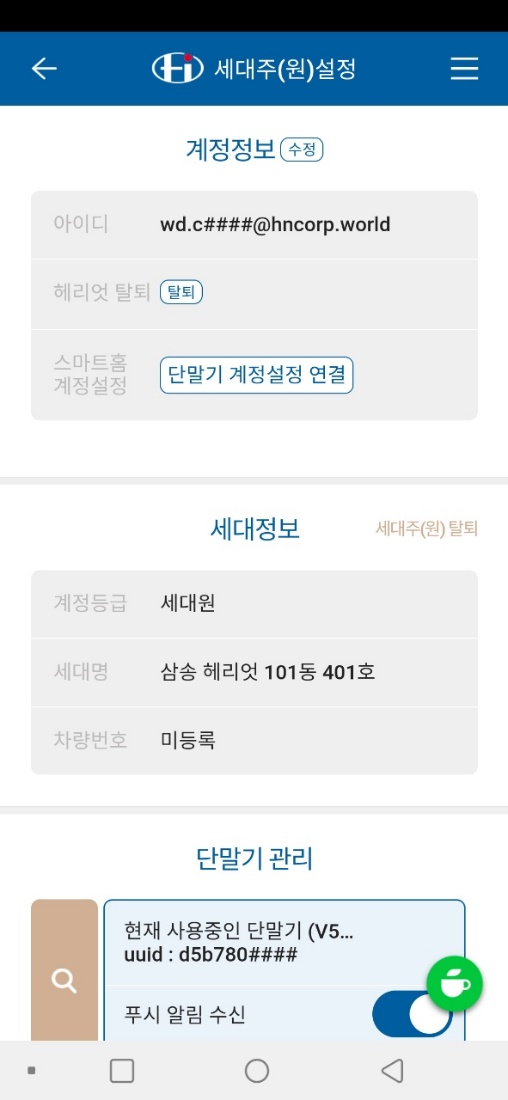 세대주(원)설정
계정정보 수정
아이디 wd.c####@hncorp.world
헤리엇 탈퇴 탈퇴
스마트홈
계정설정 단말기 계정설정 연결
세대정보 세대주(원) 탈퇴
계정등급 세대원
세대명 삼송 헤리엇 101동 401호
차량번호 미등록
단말기 관리
현재 사용중인 단말기 (V5...
uuid : d5b780####
푸시 알림 수신